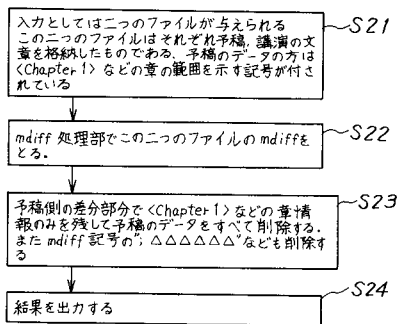 入力としては二つのファイルが与えられる S21
この二つのファイルはそれぞれ予稿,講演の文
章を格納したものである.予稿のデータの方は
<Chapter 1>などの章の範囲を示す記号が付さ
れている
mdiff 処理部でこの二つのファイルのmdiffを S22
とる.
予稿側の差分部分で<Chapter1>などの章情 S23
報のみを残して予稿のデータをすべて削除する.
また mdiff 記号の"; △△△△△△"なども削除す
る
結果を出力する S24